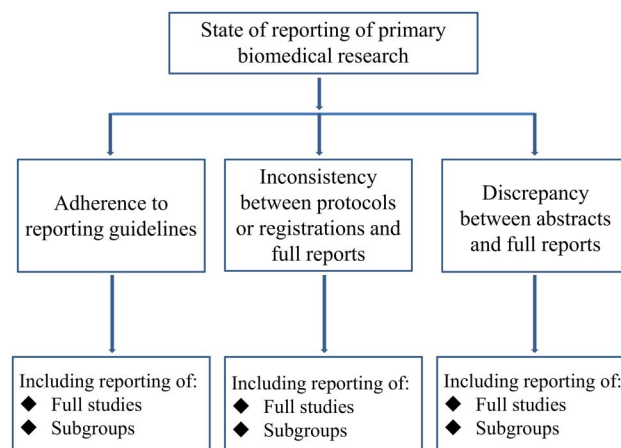 State of reporting of primary
biomedical research
Adherence to
reporting guidelines
Inconsistency
between protocols
or registrations and
full reports
Discrepancy
between abstracts
and full reports
Including reporting of:
◆ Full studies
◆ Subgroups
Including reporting of:
◆ Full studies
◆ Subgroups
Including reporting of:
◆ Full studies
◆ Subgroups